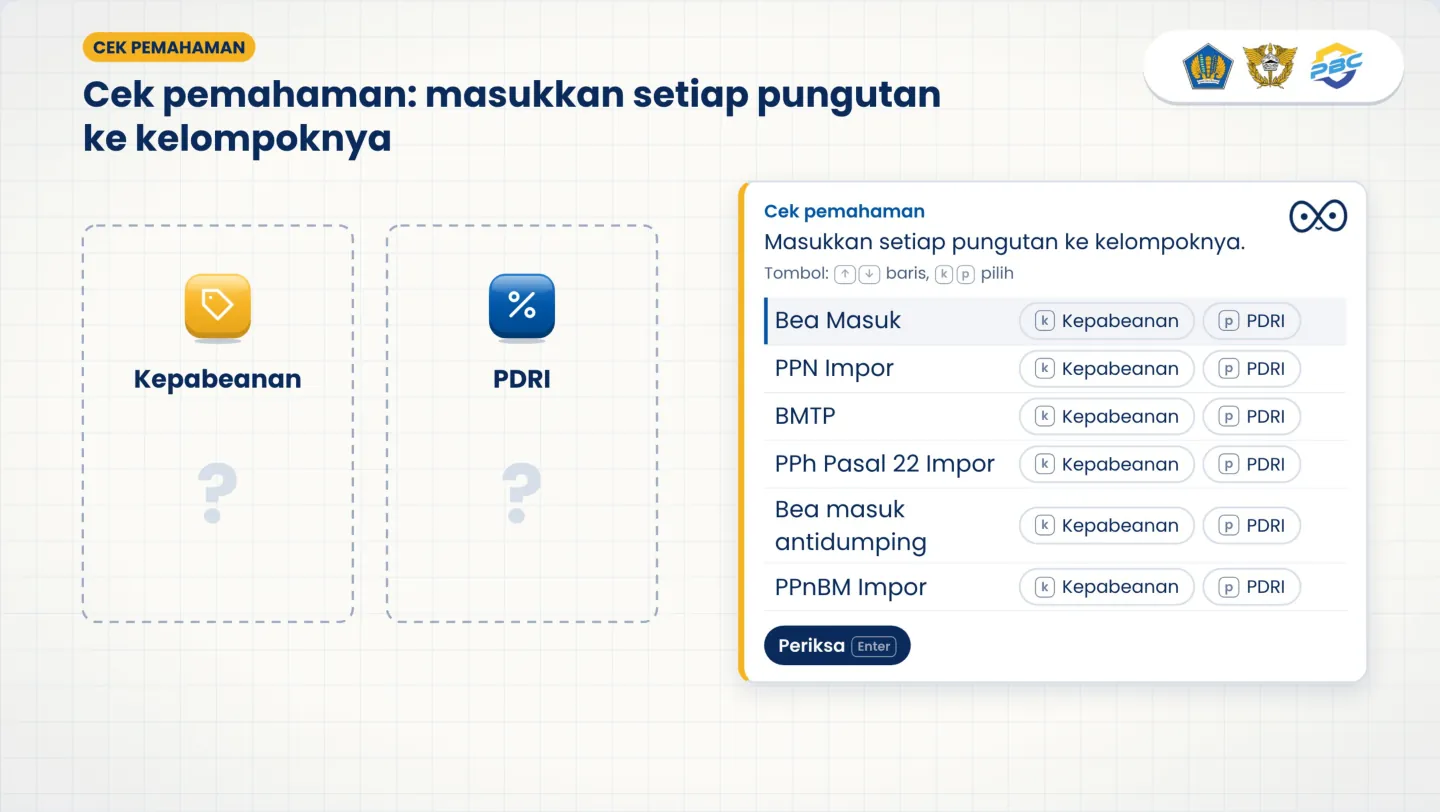 CEK PEMAHAMAN
Cek pemahaman: masukkan setiap pungutan
ke kelompoknya
PBC
Kepabeanan
?
PDRI
?
Cek pemahaman
Masukkan setiap pungutan ke kelompoknya.
Tombol: ↑ ↓ baris, k p pilih
Bea Masuk k Kepabeanan p PDRI
PPN Impor k Kepabeanan p PDRI
BMTP k Kepabeanan p PDRI
PPh Pasal 22 Impor k Kepabeanan p PDRI
Bea masuk
antidumping k Kepabeanan p PDRI
PPnBM Impor k Kepabeanan p PDRI
Periksa Enter